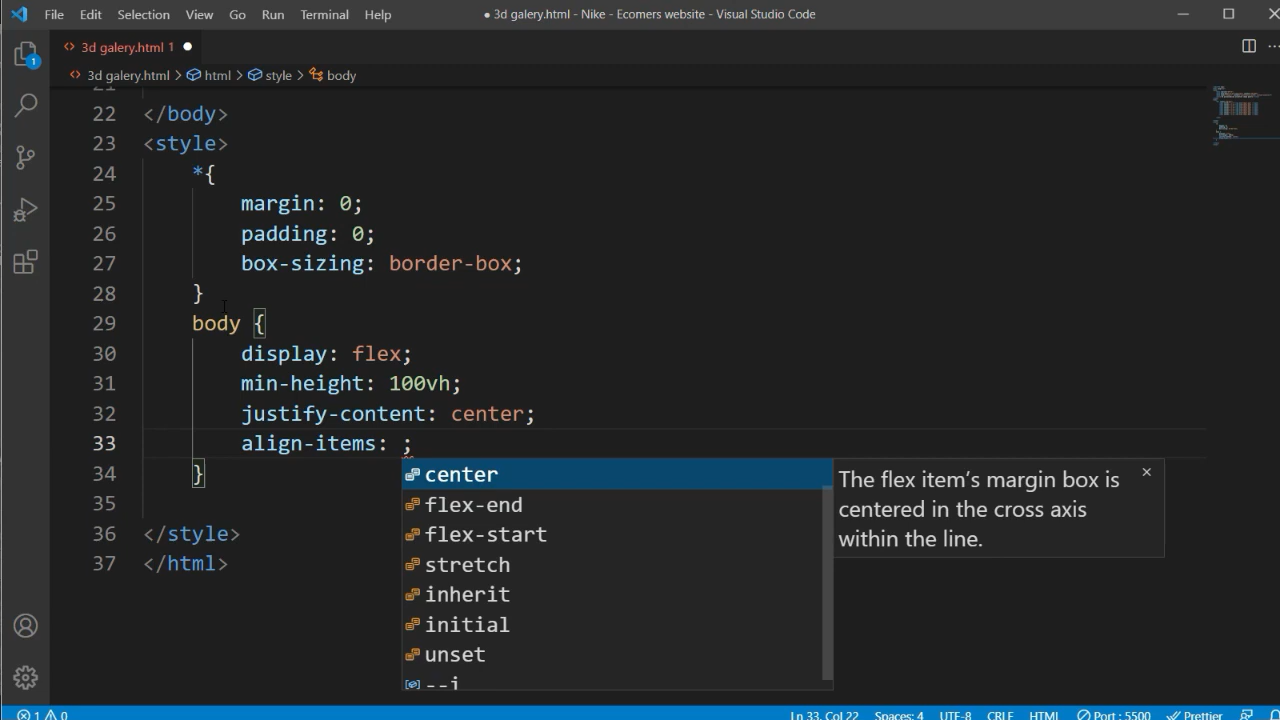 File Edit Selection View Go Run Terminal Help ● 3d galery.html - Nike - Ecomers website - Visual Studio Code
<> 3d galery.html 1 ●
<> 3d galery.html > html > style > body
1
22 </body>
23 <style>
24 *{
25 margin: 0;
26 padding: 0;
27 box-sizing: border-box;
28 }
29 body {
30 display: flex;
31 min-height: 100vh;
32 justify-content: center;
33 align-items: ;
34 }
35
36 </style>
37 </html>
center
flex-end
flex-start
stretch
inherit
initial
unset
--i
The flex item’s margin box is
centered in the cross axis
within the line.
1 0 Ln 33, Col 22 Spaces: 4 UTF-8 CRLF HTML Port : 5500 Prettier